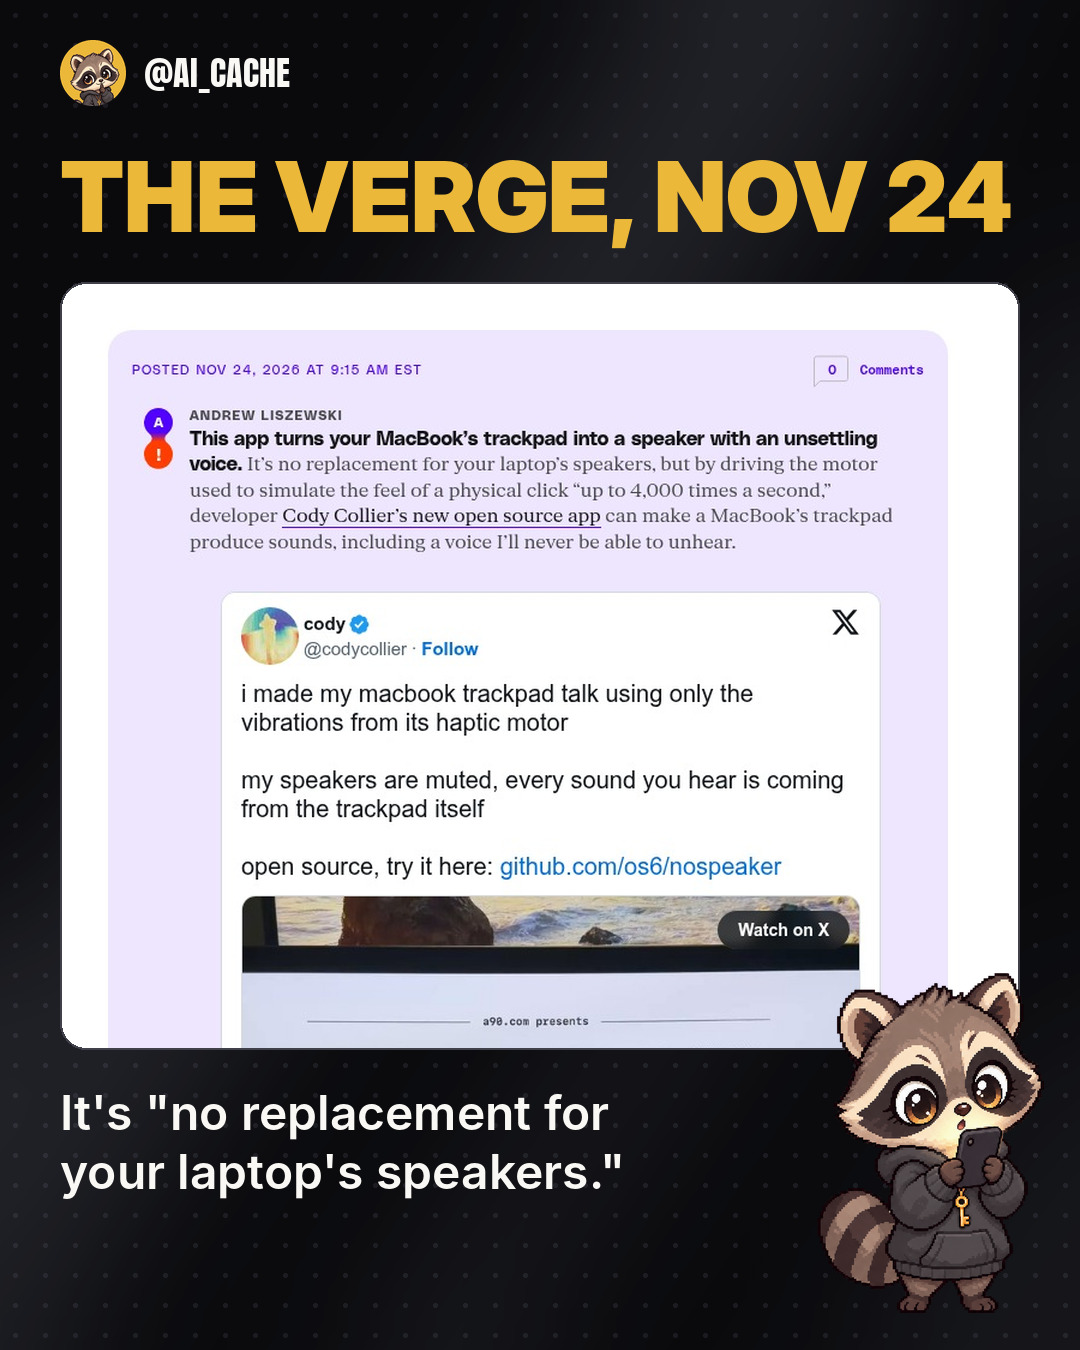 @AI_CACHE
THE VERGE, NOV 24
POSTED NOV 24, 2026 AT 9:15 AM EST
0 Comments
A
!
ANDREW LISZEWSKI
This app turns your MacBook’s trackpad into a speaker with an unsettling
voice. It’s no replacement for your laptop’s speakers, but by driving the motor
used to simulate the feel of a physical click “up to 4,000 times a second,”
developer Cody Collier’s new open source app can make a MacBook’s trackpad
produce sounds, including a voice I’ll never be able to unhear.
cody
@codycollier · Follow
i made my macbook trackpad talk using only the
vibrations from its haptic motor
my speakers are muted, every sound you hear is coming
from the trackpad itself
open source, try it here: github.com/os6/nospeaker
Watch on X
a90.com presents
It's "no replacement for
your laptop's speakers."